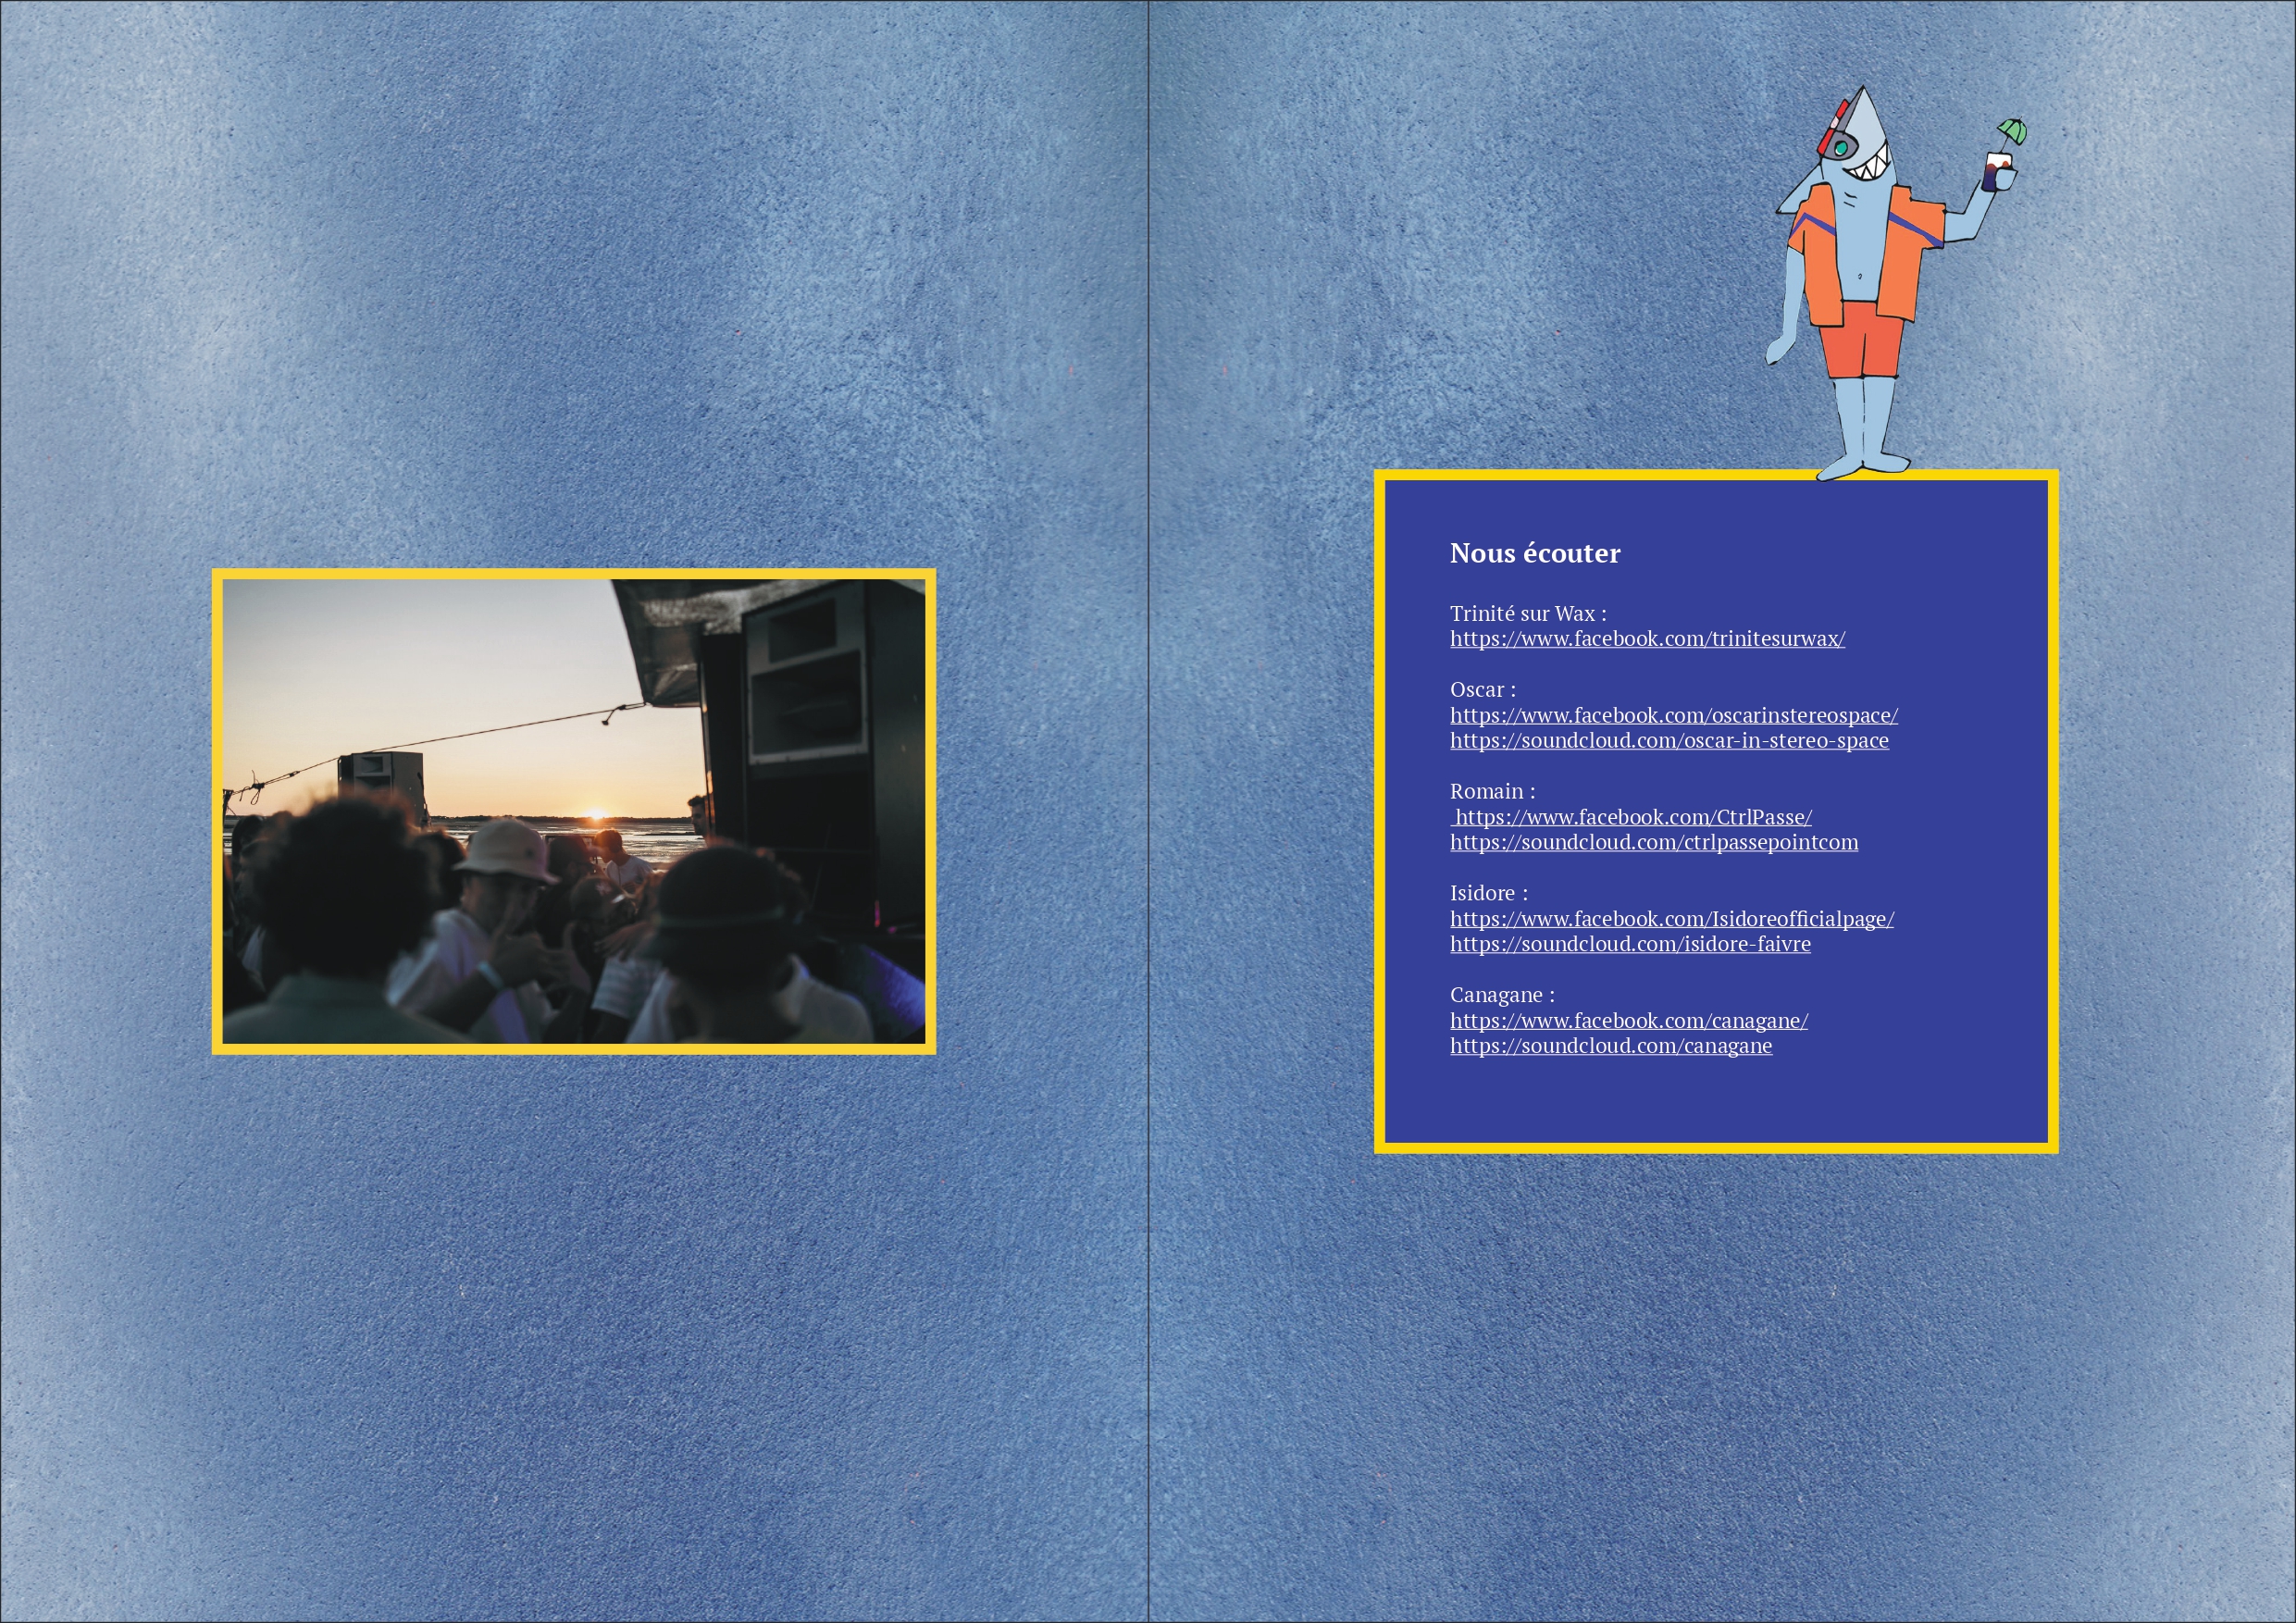 Nous écouter
Trinité sur Wax :
https://www.facebook.com/trinitesurwax/
Oscar :
https://www.facebook.com/oscarinstereospace/
https://soundcloud.com/oscar-in-stereo-space
Romain :
https://www.facebook.com/CtrlPasse/
https://soundcloud.com/ctrlpassepointcom
Isidore :
https://www.facebook.com/Isidoreofficialpage/
https://soundcloud.com/isidore-faivre
Canagane :
https://www.facebook.com/canagane/
https://soundcloud.com/canagane